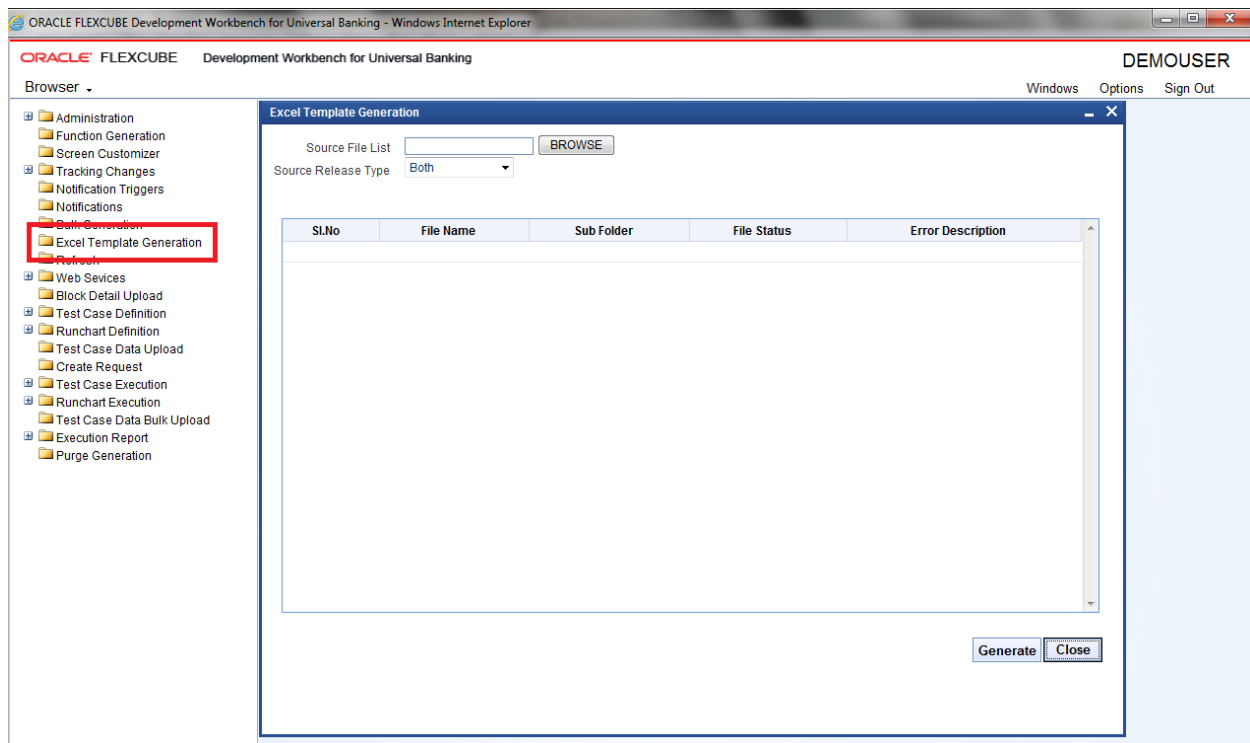 ORACLE FLEXCUBE Development Workbench for Universal Banking - Windows Internet Explorer
ORACLE FLEXCUBE Development Workbench for Universal Banking
DEMOUSER
Browser
Windows Options Sign Out
Administration
Function Generation
Screen Customizer
Tracking Changes
Notification Triggers
Notifications
Bulk Generation
Excel Template Generation
Refresh
Web Sevices
Block Detail Upload
Test Case Definition
Runchart Definition
Test Case Data Upload
Create Request
Test Case Execution
Runchart Execution
Test Case Data Bulk Upload
Execution Report
Purge Generation
Excel Template Generation
Source File List BROWSE
Source Release Type Both
Sl.No File Name Sub Folder File Status Error Description
Generate Close